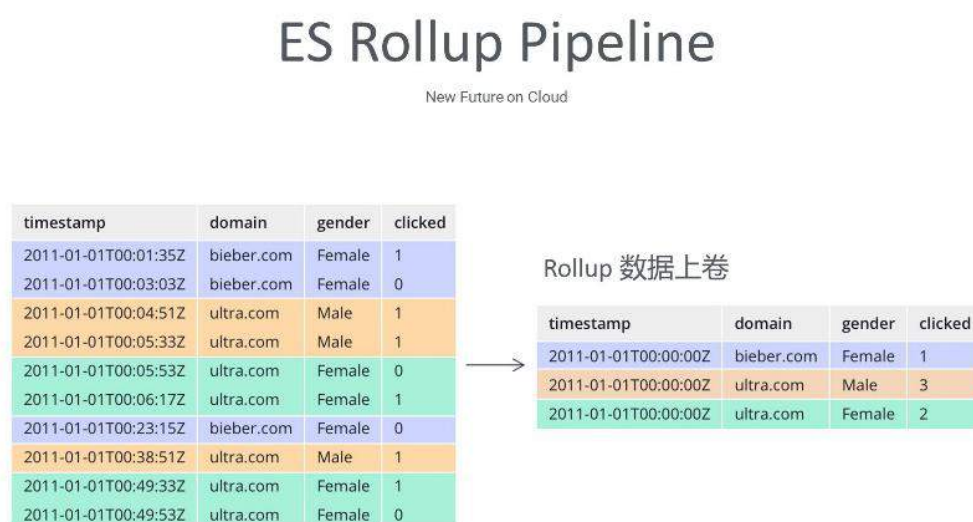 ES Rollup Pipeline
New Future on Cloud
timestamp domain gender clicked
2011-01-01T00:01:35Z bieber.com Female 1
2011-01-01T00:03:03Z bieber.com Female 0
2011-01-01T00:04:51Z ultra.com Male 1
2011-01-01T00:05:33Z ultra.com Male 1
2011-01-01T00:05:53Z ultra.com Female 0
2011-01-01T00:06:17Z ultra.com Female 1
2011-01-01T00:23:15Z bieber.com Female 0
2011-01-01T00:38:51Z ultra.com Male 1
2011-01-01T00:49:33Z ultra.com Female 1
2011-01-01T00:49:53Z ultra.com Female 0
Rollup 数据上卷
timestamp domain gender clicked
2011-01-01T00:00:00Z bieber.com Female 1
2011-01-01T00:00:00Z ultra.com Male 3
2011-01-01T00:00:00Z ultra.com Female 2